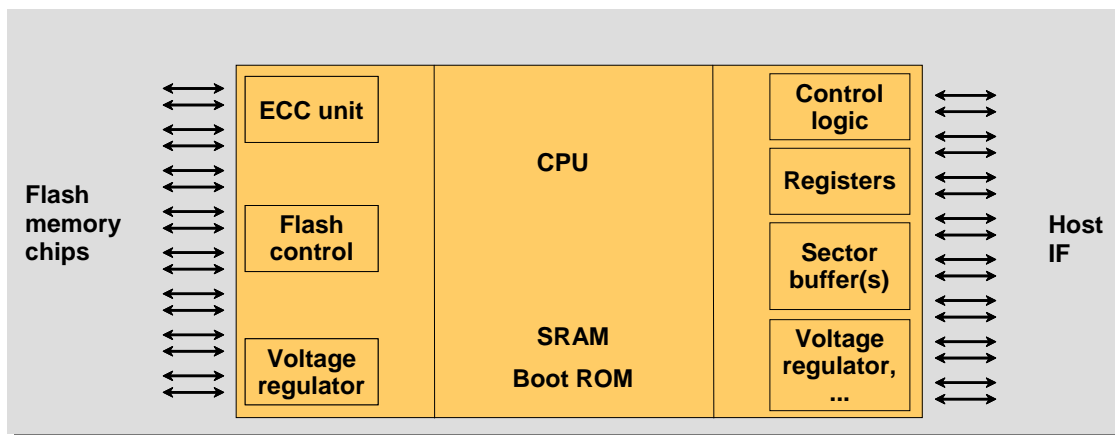 Flash
memory
chips
ECC unit
Flash
control
Voltage
regulator
CPU
SRAM
Boot ROM
Control
logic
Registers
Sector
buffer(s)
Voltage
regulator,
...
Host
IF